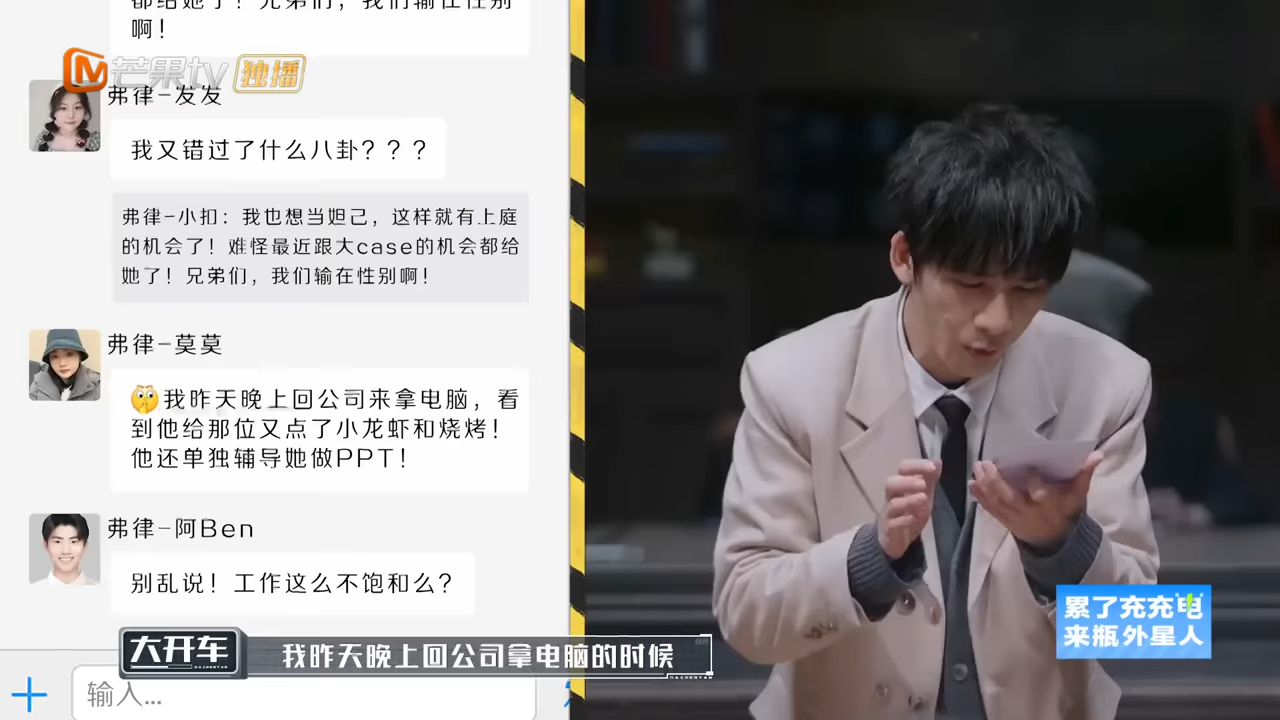 都给她了！兄弟们，我们输在性别
啊！
芒果tv 独播
弗律-发发
我又错过了什么八卦？？？
弗律-小扣：我也想当妲己，这样就有上庭
的机会了！难怪最近跟大case的机会都给
她了！兄弟们，我们输在性别啊！
弗律-莫莫
我昨天晚上回公司来拿电脑，看
到他给那位又点了小龙虾和烧烤！
他还单独辅导她做PPT！
弗律-阿Ben
别乱说！工作这么不饱和么？
大开车
我昨天晚上回公司拿电脑的时候
输入...
累了充充电
来瓶外星人